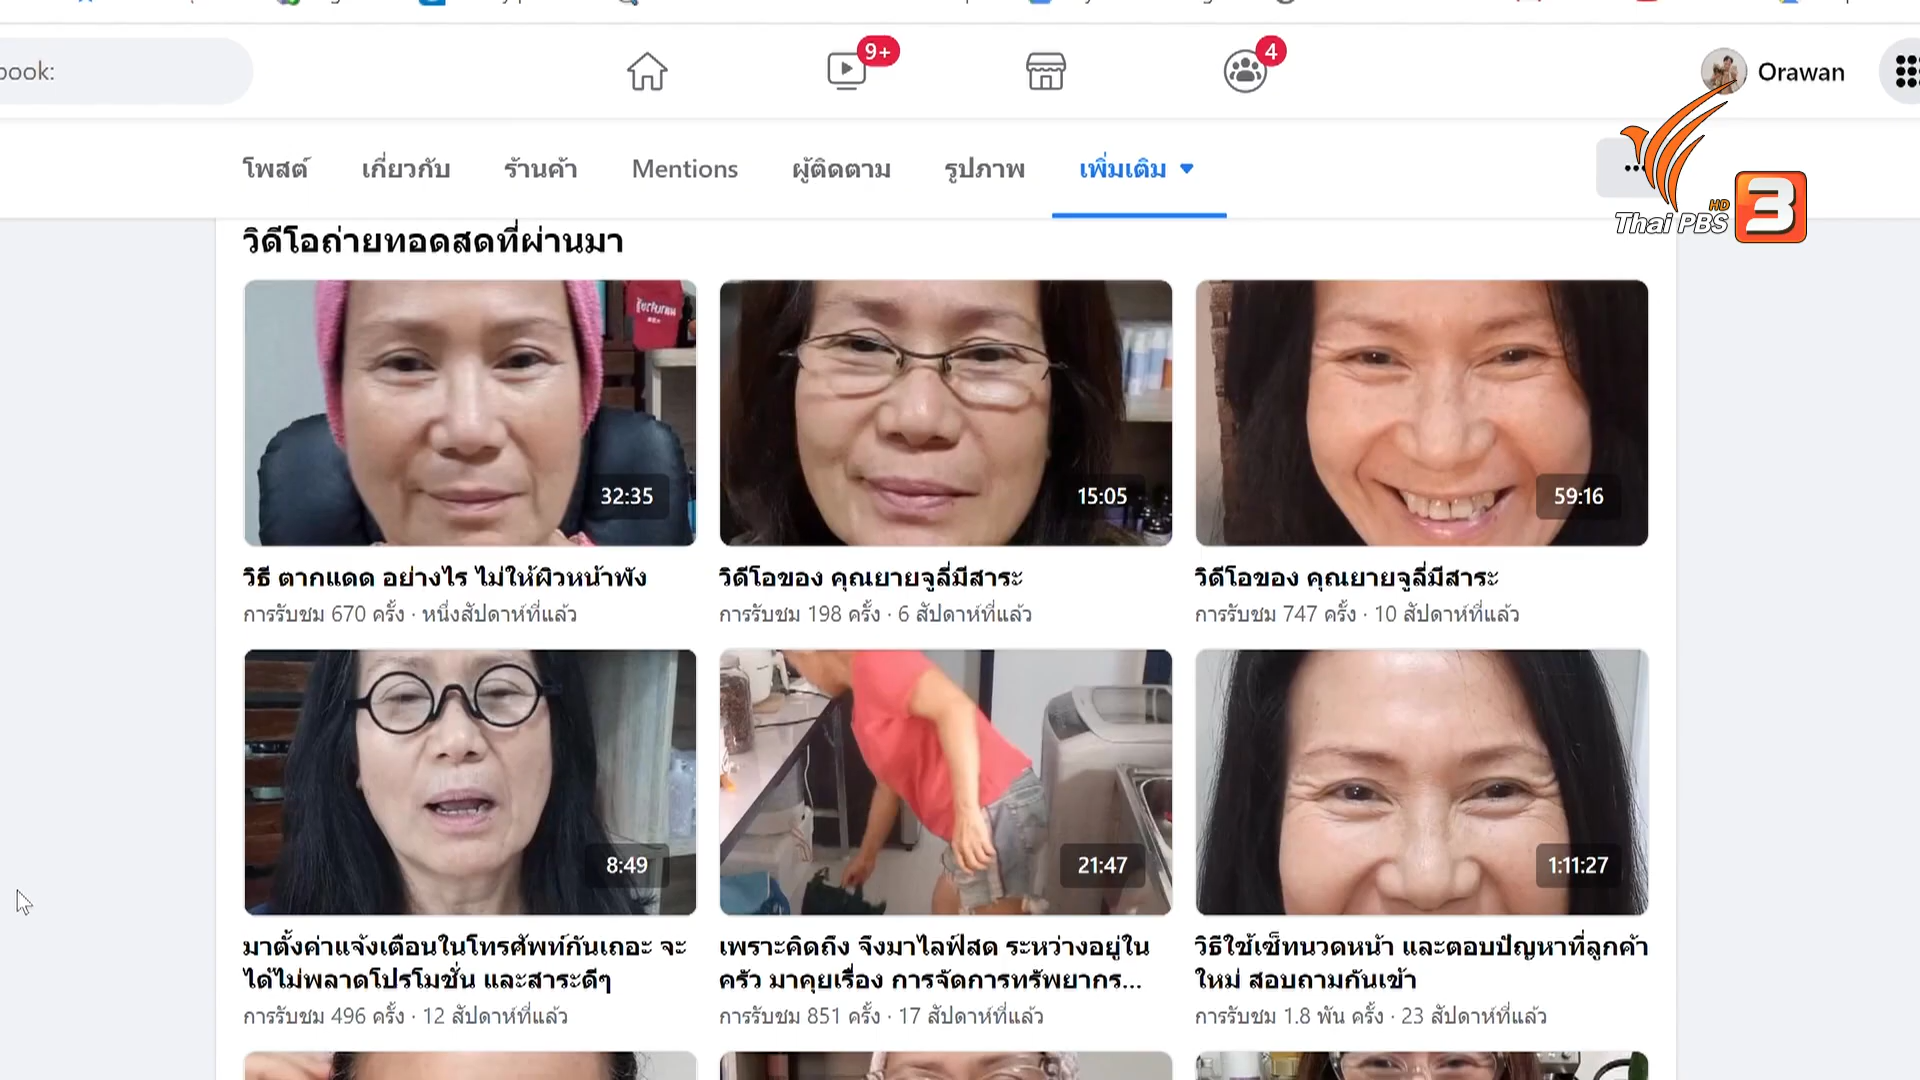 book:
9+
4
Orawan
โพสต์
เกี่ยวกับ
ร้านค้า
Mentions
ผู้ติดตาม
รูปภาพ
เพิ่มเติม
HD
Thai PBS 3
วิดีโอถ่ายทอดสดที่ผ่านมา
32:35
15:05
59:16
วิธี ตากแดด อย่างไร ไม่ให้ผิวหน้าพัง
การรับชม 670 ครั้ง · หนึ่งสัปดาห์ที่แล้ว
วิดีโอของ คุณยายจูลี่มีสาระ
การรับชม 198 ครั้ง · 6 สัปดาห์ที่แล้ว
วิดีโอของ คุณยายจูลี่มีสาระ
การรับชม 747 ครั้ง · 10 สัปดาห์ที่แล้ว
8:49
21:47
1:11:27
มาตั้งค่าแจ้งเตือนในโทรศัพท์กันเถอะ จะ
ได้ไม่พลาดโปรโมชั่น และสาระดีๆ
การรับชม 496 ครั้ง · 12 สัปดาห์ที่แล้ว
เพราะคิดถึง จึงมาไลฟ์สด ระหว่างอยู่ใน
ครัว มาคุยเรื่อง การจัดการทรัพยากร...
การรับชม 851 ครั้ง · 17 สัปดาห์ที่แล้ว
วิธีใช้เซ็ทนวดหน้า และตอบปัญหาที่ลูกค้า
ใหม่ สอบถามกันเข้า
การรับชม 1.8 พัน ครั้ง · 23 สัปดาห์ที่แล้ว